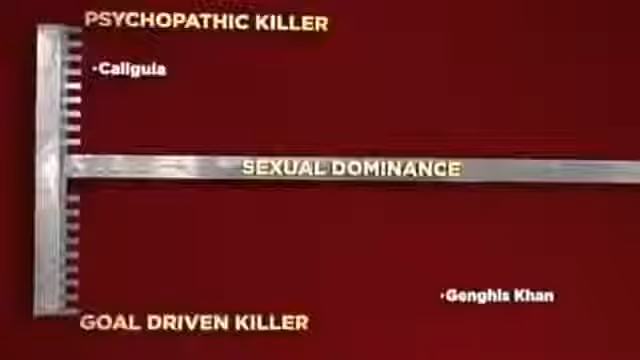 PSYCHOPATHIC KILLER
•Caligula
SEXUAL DOMINANCE
•Genghis Khan
GOAL DRIVEN KILLER